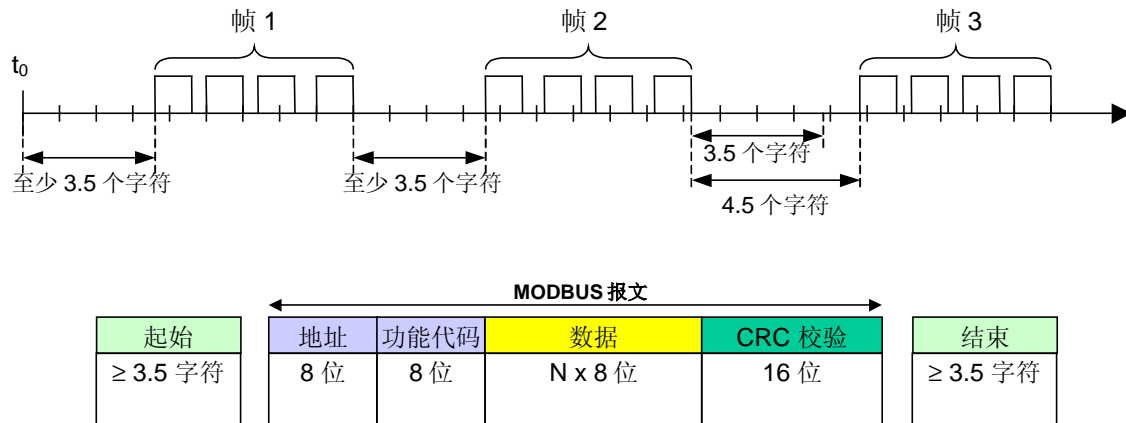 帧 1
帧 2
帧 3
t0
至少 3.5 个字符
至少 3.5 个字符
3.5 个字符
4.5 个字符
MODBUS 报文
起始
地址
功能代码
数据
CRC 校验
结束
≥ 3.5 字符
8 位
8 位
N x 8 位
16 位
≥ 3.5 字符